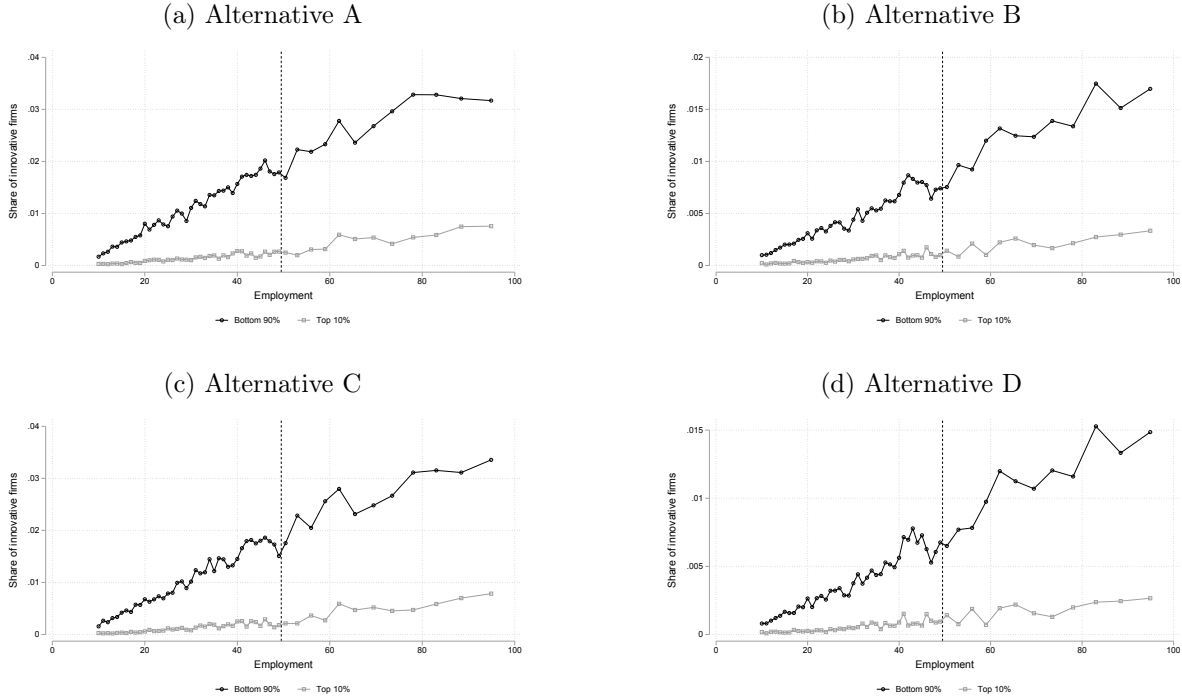 (a) Alternative A
.04
.03
.02
.01
0
Share of innovative firms
0 20 40 60 80 100
Employment
Bottom 90% Top 10%
(b) Alternative B
.02
.015
.01
.005
0
Share of innovative firms
0 20 40 60 80 100
Employment
Bottom 90% Top 10%
(c) Alternative C
.04
.03
.02
.01
0
Share of innovative firms
0 20 40 60 80 100
Employment
Bottom 90% Top 10%
(d) Alternative D
.015
.01
.005
0
Share of innovative firms
0 20 40 60 80 100
Employment
Bottom 90% Top 10%